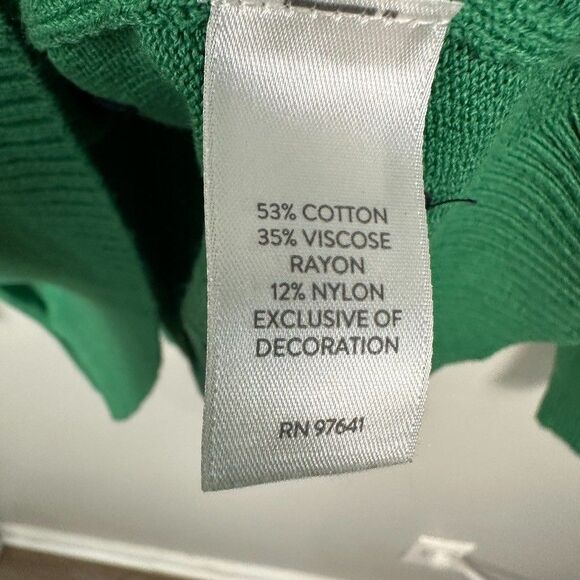 53% COTTON
35% VISCOSE
RAYON
12% NYLON
EXCLUSIVE OF
DECORATION
RN 97641